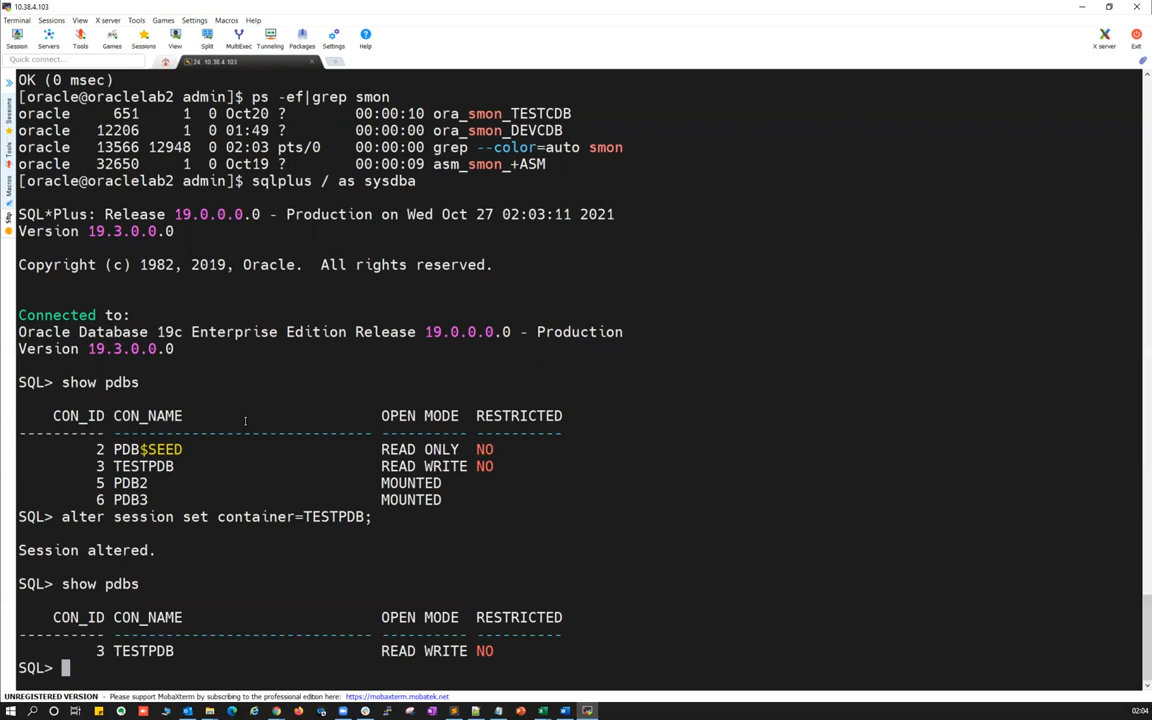 10.38.4.103
Terminal Sessions View X server Tools Games Settings Macros Help
Session Servers Tools Games Sessions View Split MultiExec Tunneling Packages Settings Help X server Exit
Quick connect... 24 10.38.4.103
Sessions
Tools
Macros
Sftp
OK (0 msec)
[oracle@oraclelab2 admin]$ ps -ef|grep smon
oracle 651 1 0 Oct20 ? 00:00:10 ora_smon_TESTCDB
oracle 12206 1 0 01:49 ? 00:00:00 ora_smon_DEVCDB
oracle 13566 12948 0 02:03 pts/0 00:00:00 grep --color=auto smon
oracle 32650 1 0 Oct19 ? 00:00:09 asm_smon_+ASM
[oracle@oraclelab2 admin]$ sqlplus / as sysdba
SQL*Plus: Release 19.0.0.0.0 - Production on Wed Oct 27 02:03:11 2021
Version 19.3.0.0.0
Copyright (c) 1982, 2019, Oracle. All rights reserved.
Connected to:
Oracle Database 19c Enterprise Edition Release 19.0.0.0.0 - Production
Version 19.3.0.0.0
SQL> show pdbs
CON_ID CON_NAME OPEN MODE RESTRICTED
---------- ------------------------------ ---------- ----------
2 PDB$SEED READ ONLY NO
3 TESTPDB READ WRITE NO
5 PDB2 MOUNTED
6 PDB3 MOUNTED
SQL> alter session set container=TESTPDB;
Session altered.
SQL> show pdbs
CON_ID CON_NAME OPEN MODE RESTRICTED
---------- ------------------------------ ---------- ----------
3 TESTPDB READ WRITE NO
SQL>
UNREGISTERED VERSION - Please support MobaXterm by subscribing to the professional edition here: https://mobaxterm.mobatek.net
02:04